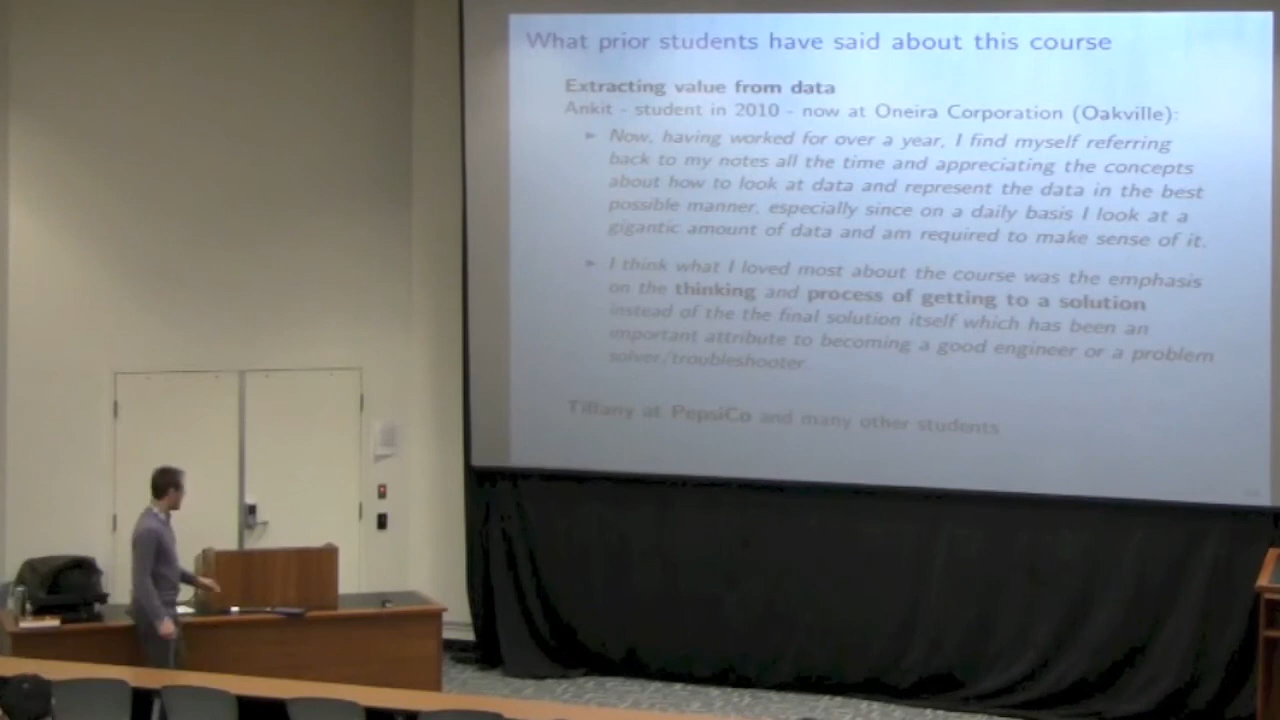 What prior students have said about this course
Extracting value from data
Ankit - student in 2010 - now at Oneira Corporation (Oakville):
► Now, having worked for over a year, I find myself referring
back to my notes all the time and appreciating the concepts
about how to look at data and represent the data in the best
possible manner, especially since on a daily basis I look at a
gigantic amount of data and am required to make sense of it.
► I think what I loved most about the course was the emphasis
on the thinking and process of getting to a solution
instead of the the final solution itself which has been an
important attribute to becoming a good engineer or a problem
solver/troubleshooter
Tiffany at PepsiCo and many other students